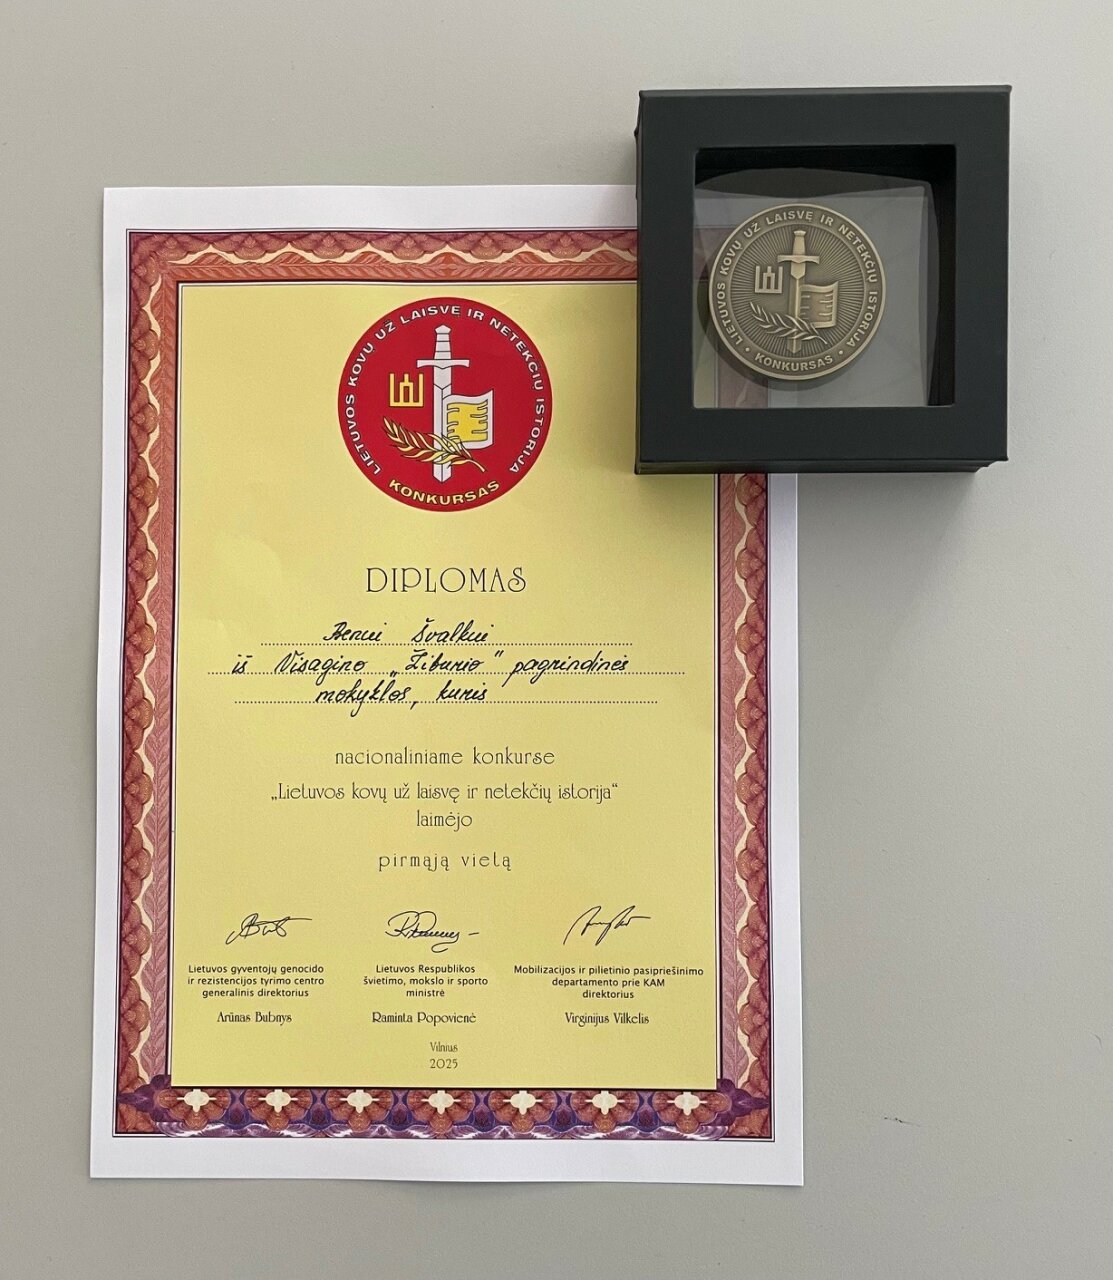 LIETUVOS KOVŲ UŽ LAISVĘ IR NETEKČIŲ ISTORIJA
KONKURSAS
LIETUVOS KOVŲ UŽ LAISVĘ IR NETEKČIŲ ISTORIJA
KONKURSAS
DIPLOMAS
Benui Švalkui
iš Visagino „Žiburio" pagrindinės
mokyklos, kuris
nacionaliniame konkurse
„Lietuvos kovų už laisvę ir netekčių istorija“
laimėjo
pirmąją vietą
Lietuvos gyventojų genocido
ir rezistencijos tyrimo centro
generalinis direktorius
Arūnas Bubnys
Lietuvos Respublikos
švietimo, mokslo ir sporto
ministrė
Raminta Popovienė
Mobilizacijos ir pilietinio pasipriešinimo
departamento prie KAM
direktorius
Virginijus Vilkelis
Vilnius
2025